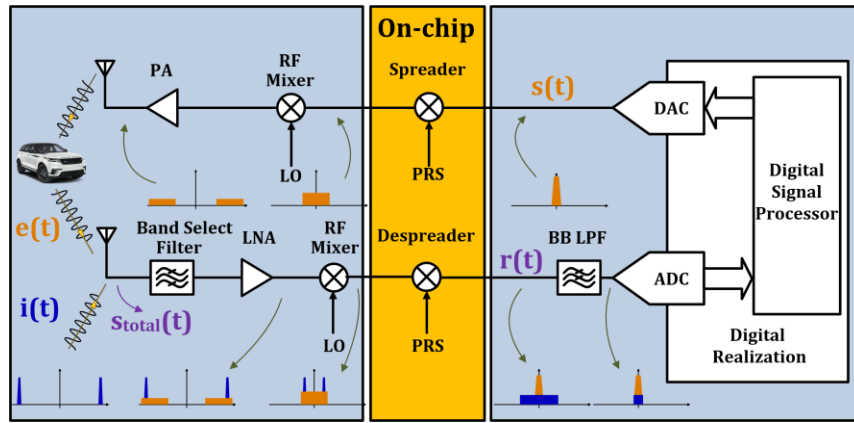 On-chip
PA
RF
Mixer
Spreader
s(t)
DAC
LO
PRS
Digital
Signal
Processor
e(t)
Band Select
Filter
LNA
RF
Mixer
Despreader
r(t)
BB LPF
ADC
i(t)
stotal(t)
LO
PRS
Digital
Realization